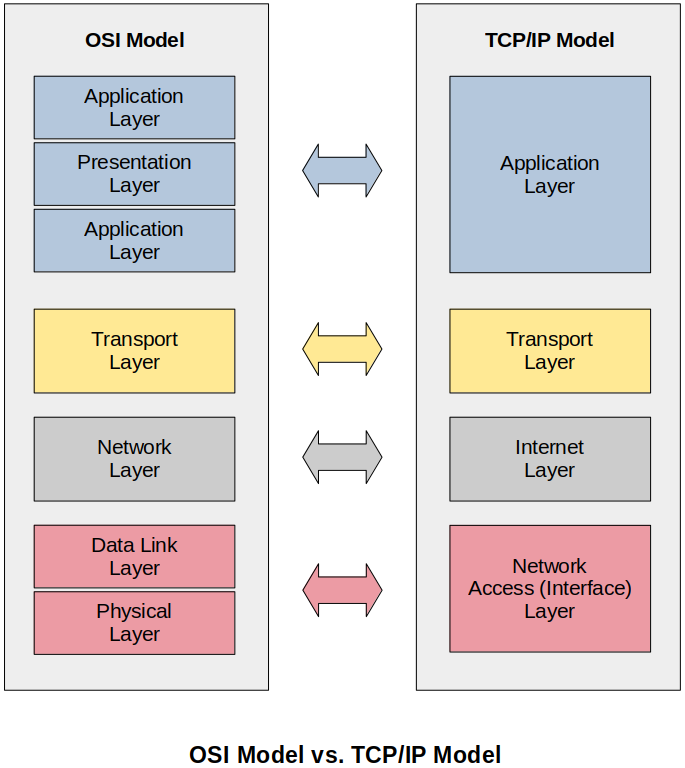 OSI Model
Application
Layer
Presentation
Layer
Application
Layer
Transport
Layer
Network
Layer
Data Link
Layer
Physical
Layer
TCP/IP Model
Application
Layer
Transport
Layer
Internet
Layer
Network
Access (Interface)
Layer
OSI Model vs. TCP/IP Model